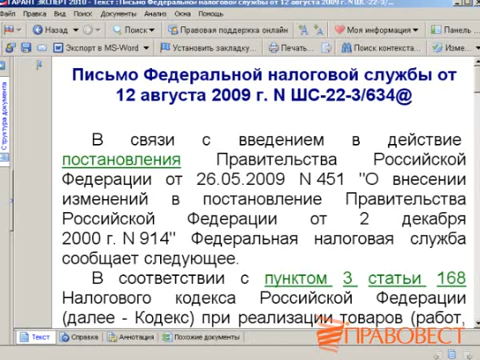 ГАРАНТ ЭКСПЕРТ 2010 - Текст : Письмо Федеральной налоговой службы от 12 августа 2009 г. N ШС-22-3/...
Файл Правка Вид Поиск Документы Анализ Окна Помощь
Назад Поиск Правовая поддержка онлайн Моя информация Панель ...
Экспорт в MS-Word Установить закладку... Печать... Поиск контекста... Изме...
Структура документа
Письмо Федеральной налоговой службы от
12 августа 2009 г. N ШС-22-3/634@
В связи с введением в действие
постановления Правительства Российской
Федерации от 26.05.2009 N 451 "О внесении
изменений в постановление Правительства
Российской Федерации от 2 декабря
2000 г. N 914" Федеральная налоговая служба
сообщает следующее.
В соответствии с пунктом 3 статьи 168
Налогового кодекса Российской Федерации
(далее - Кодекс) при реализации товаров (работ,
Текст Справка Аннотация Похожие документы
ПРАВОВЕСТ